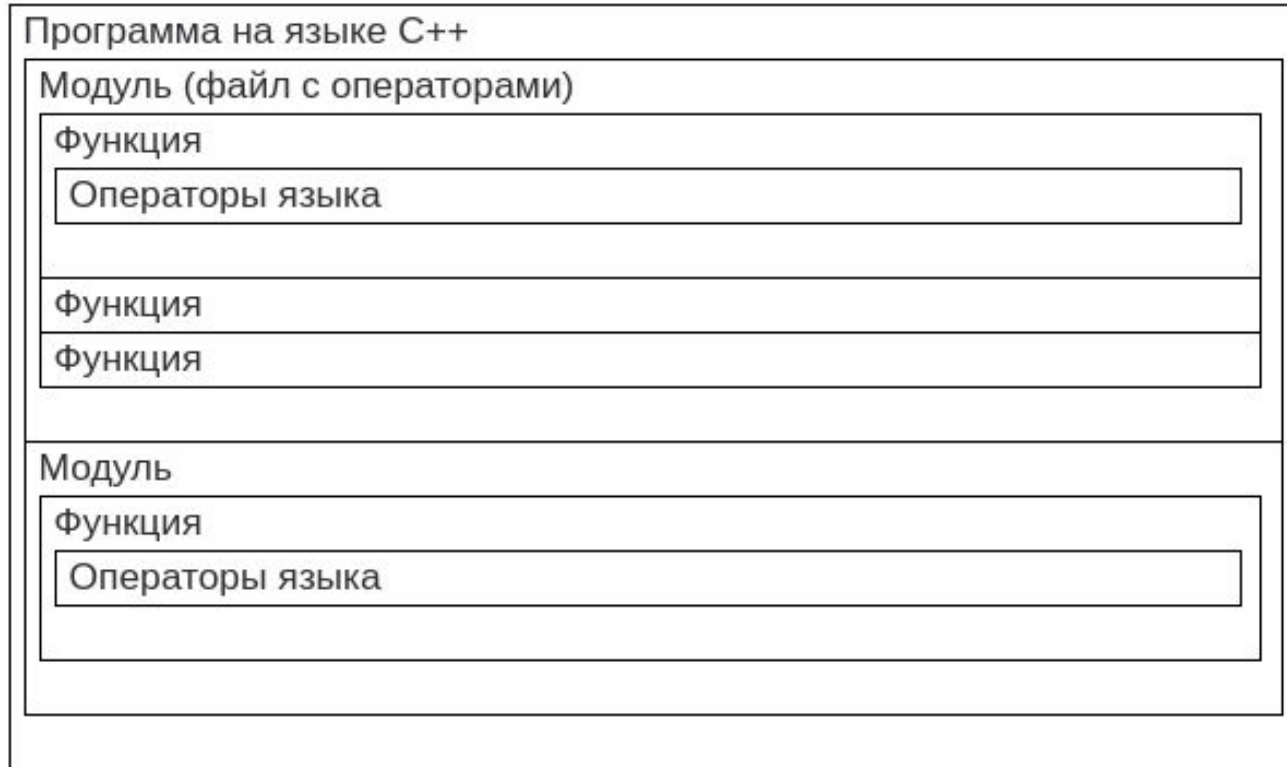 Программа на языке C++
Модуль (файл с операторами)
Функция
Операторы языка
Функция
Функция
Модуль
Функция
Операторы языка